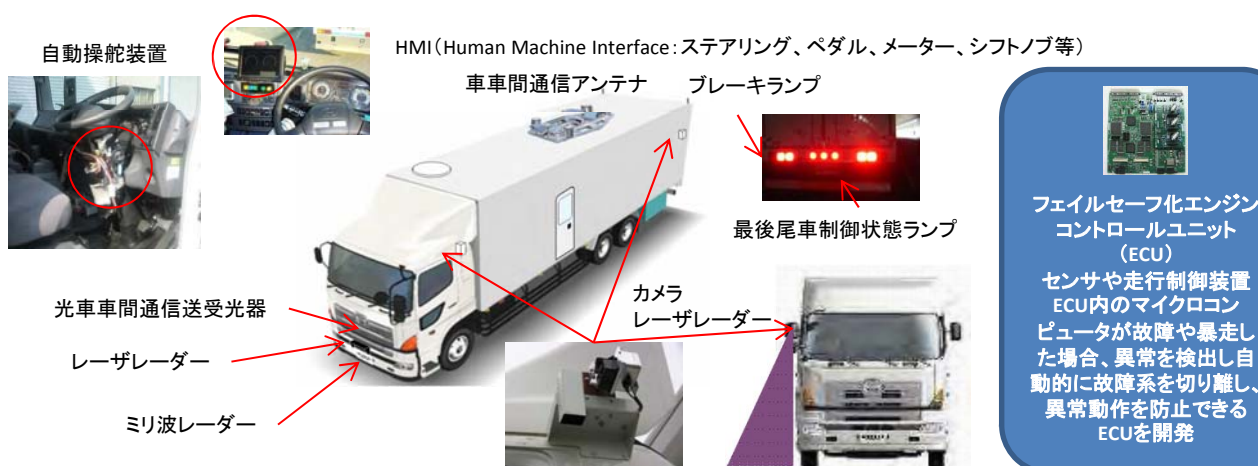 HMI（Human Machine Interface：ステアリング、ペダル、メーター、シフトノブ等）
自動操舵装置
車車間通信アンテナ
ブレーキランプ
最後尾車制御状態ランプ
光車車間通信送受光器
レーザレーダー
ミリ波レーダー
カメラ
レーザレーダー
フェイルセーフ化エンジン
コントロールユニット
（ECU）
センサや走行制御装置
ECU内のマイクロコン
ピュータが故障や暴走し
た場合、異常を検出し自
動的に故障系を切り離し、
異常動作を防止できる
ECUを開発